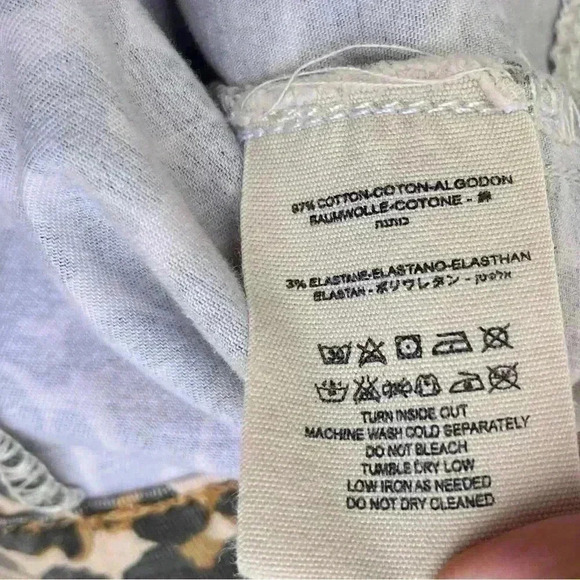 97% COTTON-COTON-ALGODON
BAUMWOLLE-COTONE - 綿
כותנה
3% ELASTANE-ELASTANO-ELASTHAN
ELASTAN - ポリウレタン - אלסטן
30
TURN INSIDE OUT
MACHINE WASH COLD SEPARATELY
DO NOT BLEACH
TUMBLE DRY LOW
LOW IRON AS NEEDED
DO NOT DRY CLEANED